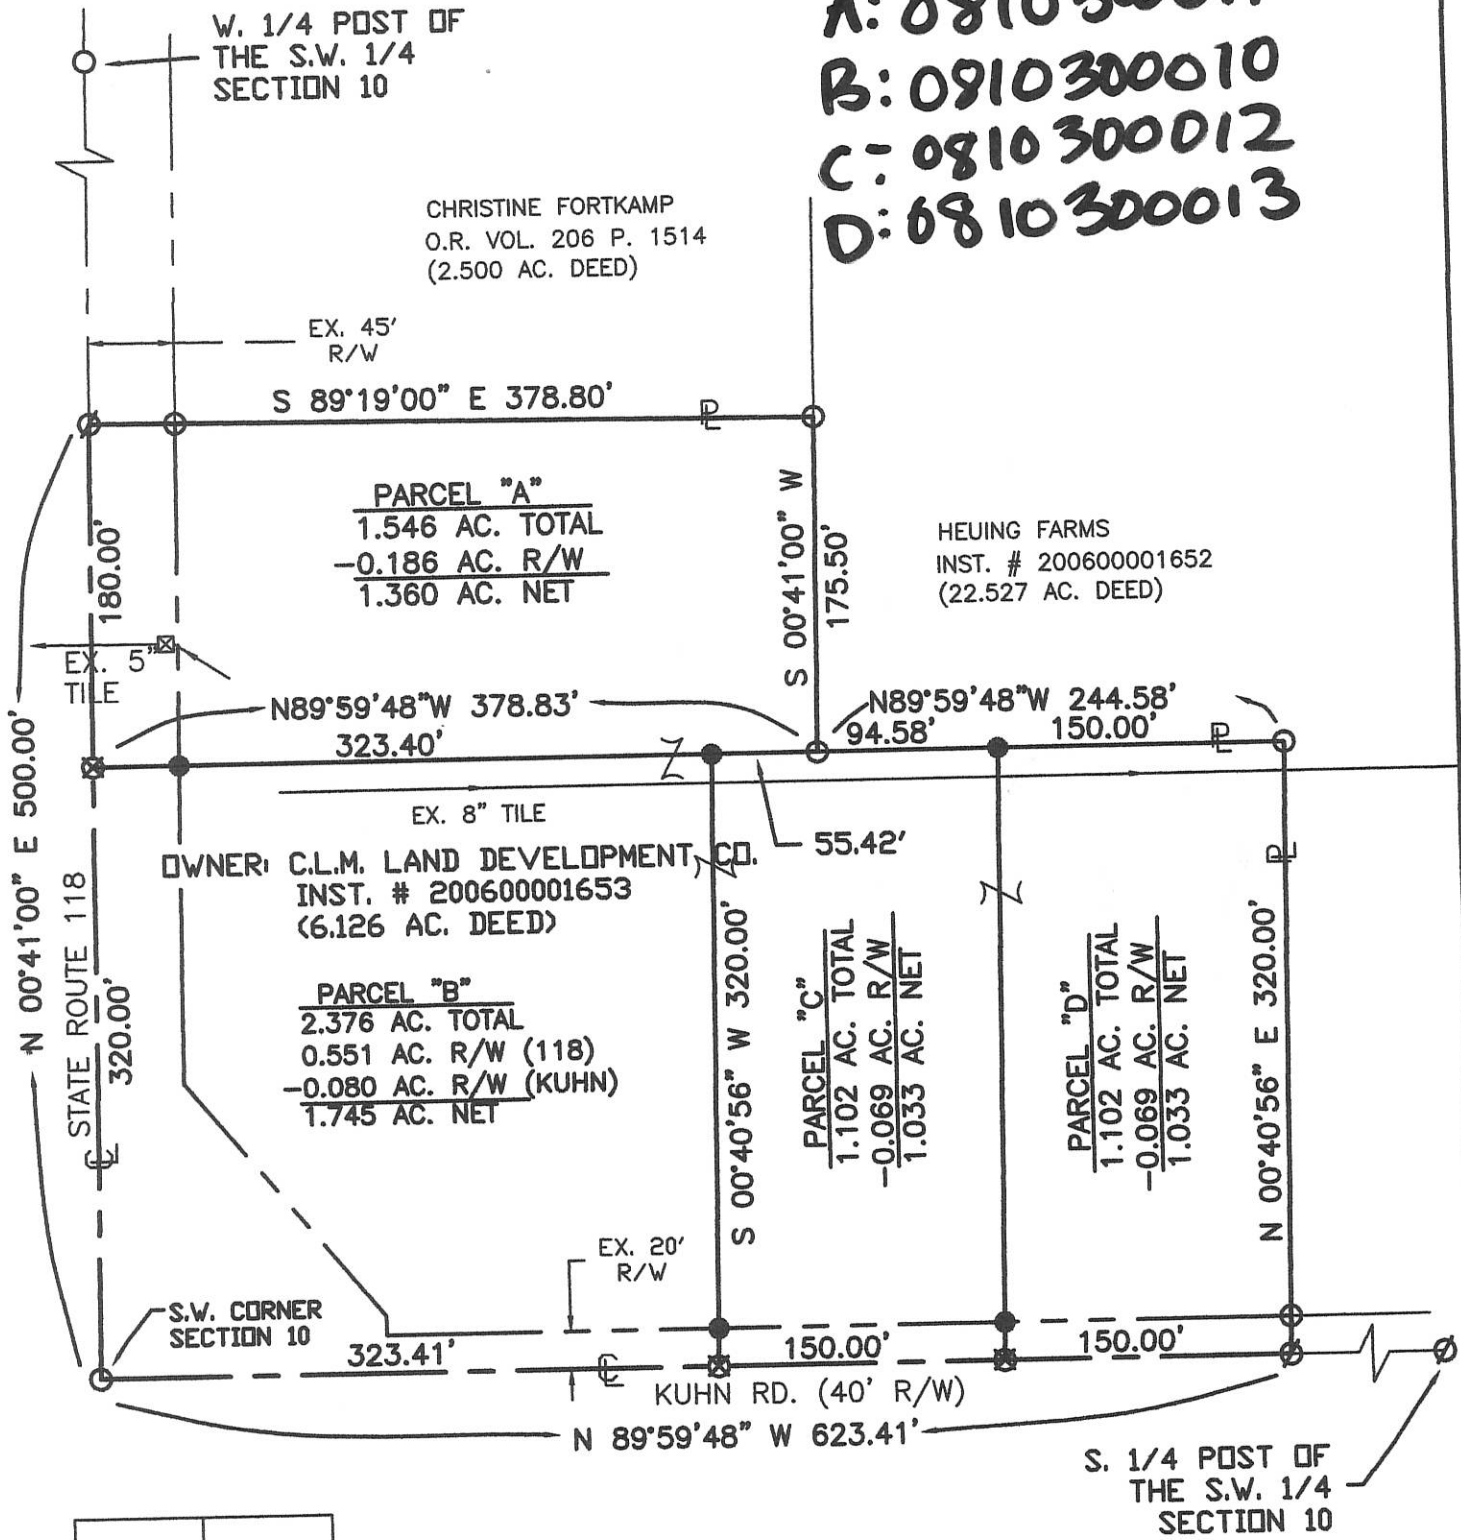 W. 1/4 POST OF
THE S.W. 1/4
SECTION 10
B: 0810300010
C: 0810300012
D: 0810300013
CHRISTINE FORTKAMP
O.R. VOL. 206 P. 1514
(2.500 AC. DEED)
EX. 45'
R/W
S 89°19'00" E 378.80'
PL
PARCEL "A"
1.546 AC. TOTAL
-0.186 AC. R/W
1.360 AC. NET
180.00'
S 00°41'00" W
175.50'
HEUING FARMS
INST. # 200600001652
(22.527 AC. DEED)
EX. 5"
TILE
N89°59'48"W 378.83'
323.40'
N89°59'48"W 244.58'
94.58'
150.00'
PL
EX. 8" TILE
55.42'
OWNER: C.L.M. LAND DEVELOPMENT CO.
INST. # 200600001653
(6.126 AC. DEED)
PL
N 00°41'00" E 500.00'
STATE ROUTE 118
320.00'
CL
PARCEL "B"
2.376 AC. TOTAL
0.551 AC. R/W (118)
-0.080 AC. R/W (KUHN)
1.745 AC. NET
S 00°40'56" W 320.00'
PARCEL "C"
1.102 AC. TOTAL
-0.069 AC. R/W
1.033 AC. NET
PARCEL "D"
1.102 AC. TOTAL
-0.069 AC. R/W
1.033 AC. NET
N 00°40'56" E 320.00'
EX. 20'
R/W
S.W. CORNER
SECTION 10
323.41'
CL
150.00'
150.00'
KUHN RD. (40' R/W)
N 89°59'48" W 623.41'
S. 1/4 POST OF
THE S.W. 1/4
SECTION 10